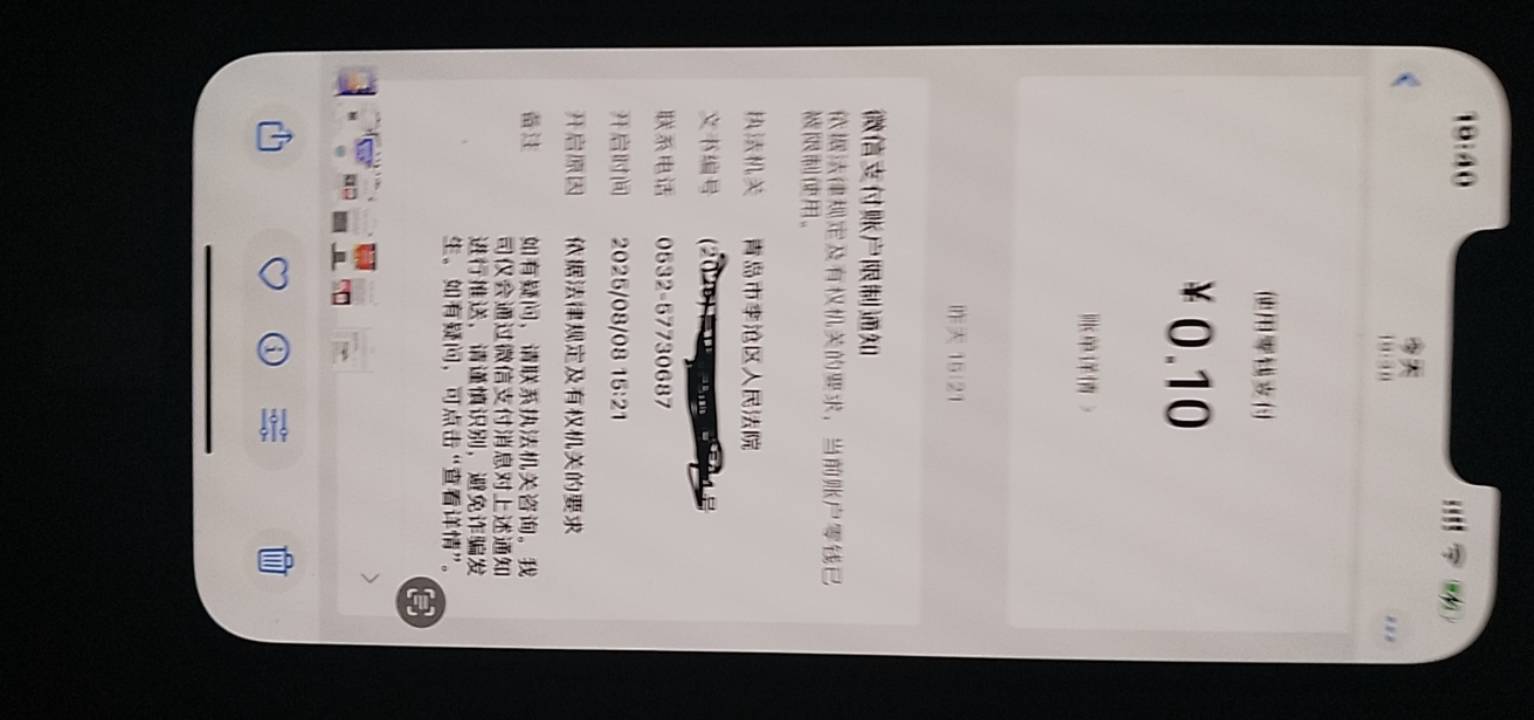 10:40
今天
使用零钱支付
¥0.10
账单详情
昨天 15:21
微信支付账户限制通知
依据法律规定及有权机关的要求,当前账户零钱已
被限制使用。
执法机关 青岛市李沧区人民法院
文书编号 号
联系电话 0532-57730687
开启时间 2025/08/08 15:21
开启原因 依据法律规定及有权机关的要求
备注 如有疑问,请联系执法机关咨询。我
司仅会通过微信支付消息对上述通知
进行推送,请谨慎识别,避免诈骗发
生。如有疑问,可点击“查看详情”。